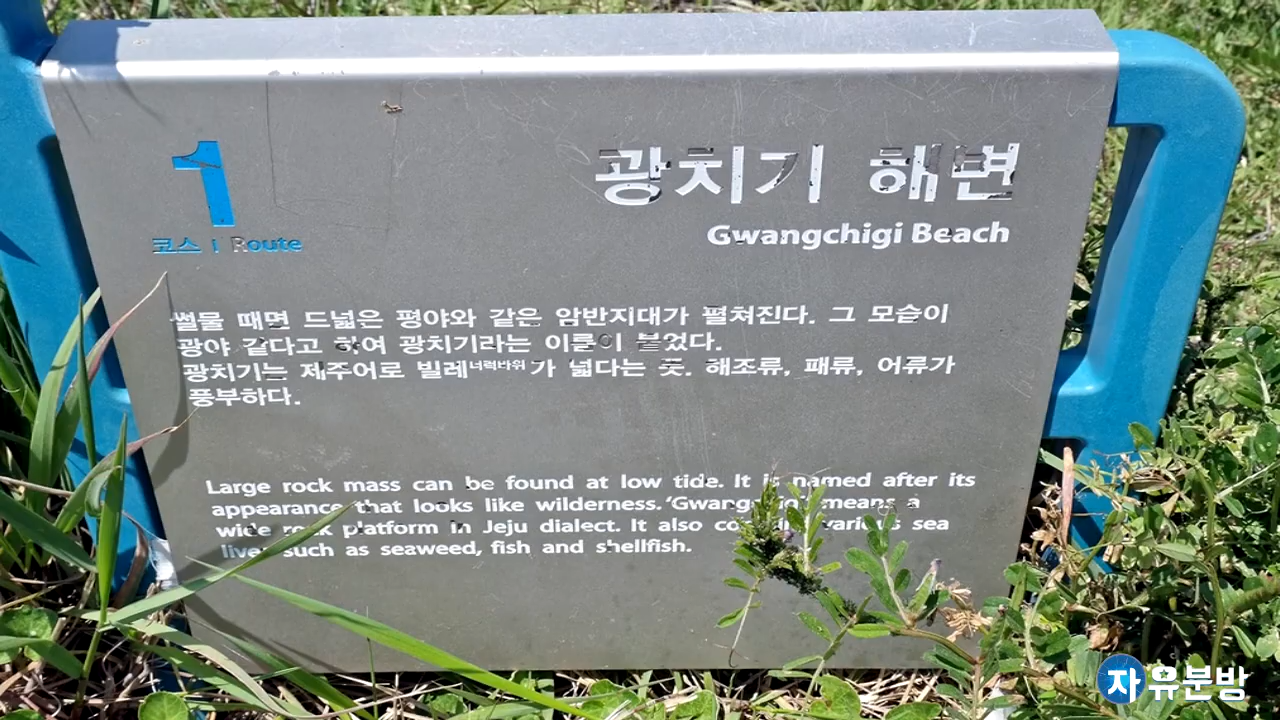 1
코스 | Route
광치기 해변
Gwangchigi Beach
썰물 때면 드넓은 평야와 같은 암반지대가 펼쳐진다. 그 모습이
광야 같다고 하여 광치기라는 이름이 붙었다.
광치기는 제주어로 빌레너럭바위가 넓다는 뜻. 해조류, 패류, 어류가
풍부하다.
Large rock mass can be found at low tide. It is named after its
appearance that looks like wilderness. means a
wide rock platform in Jeju dialect. It also various sea
such as seaweed, fish and shellfish.
자유분방